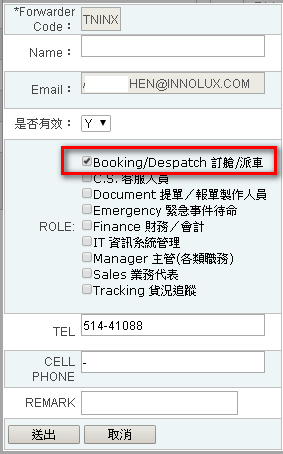 *Forwarder Code： TNINX
Name：
Email： HEN@INNOLUX.COM
是否有效： Y
Booking/Despatch 訂艙/派車
C.S. 客服人員
Document 提單／報單製作人員
Emergency 緊急事件待命
ROLE: Finance 財務／會計
IT 資訊系統管理
Manager 主管(各類職務)
Sales 業務代表
Tracking 貨況追蹤
TEL 514-41088
CELL PHONE -
REMARK
送出 取消